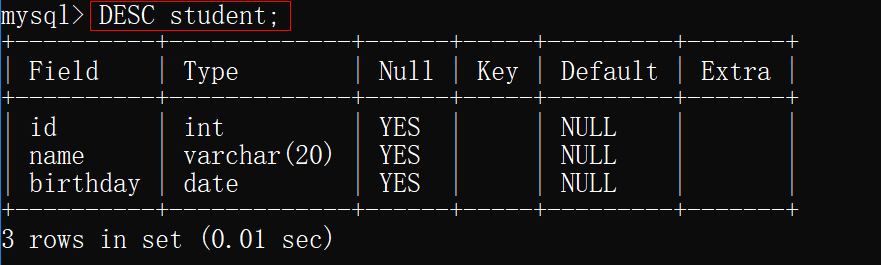 mysql> DESC student;
+----------+-------------+------+-----+---------+-------+
| Field | Type | Null | Key | Default | Extra |
+----------+-------------+------+-----+---------+-------+
| id | int | YES | | NULL | |
| name | varchar(20) | YES | | NULL | |
| birthday | date | YES | | NULL | |
+----------+-------------+------+-----+---------+-------+
3 rows in set (0.01 sec)